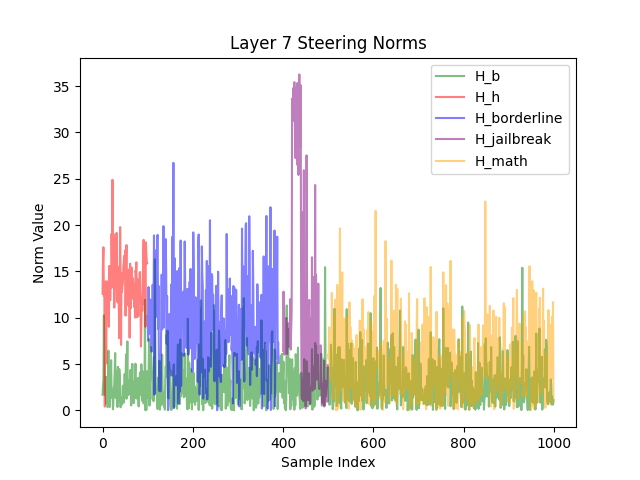 Layer 7 Steering Norms
Norm Value
35
30
25
20
15
10
5
0
H_b
H_h
H_borderline
H_jailbreak
H_math
0 200 400 600 800 1000
Sample Index